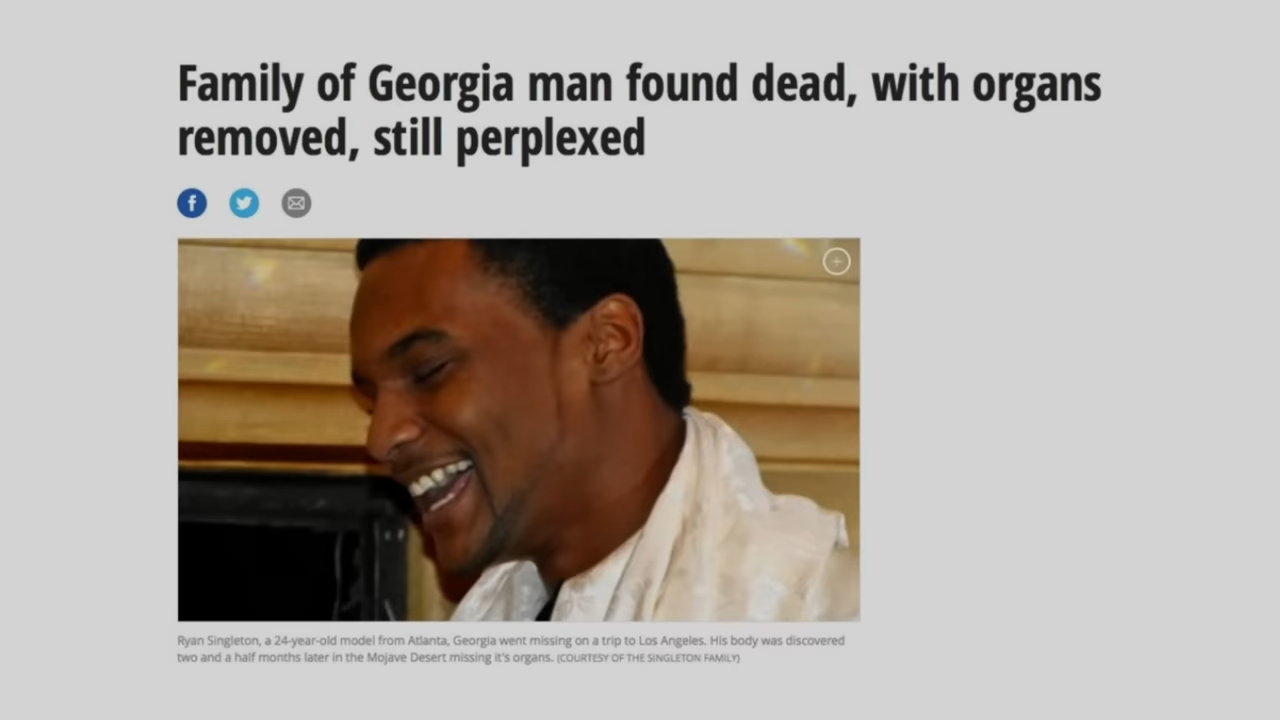 Family of Georgia man found dead, with organs
removed, still perplexed
Ryan Singleton, a 24-year-old model from Atlanta, Georgia went missing on a trip to Los Angeles. His body was discovered
two and a half months later in the Mojave Desert missing it's organs. (COURTESY OF THE SINGLETON FAMILY)